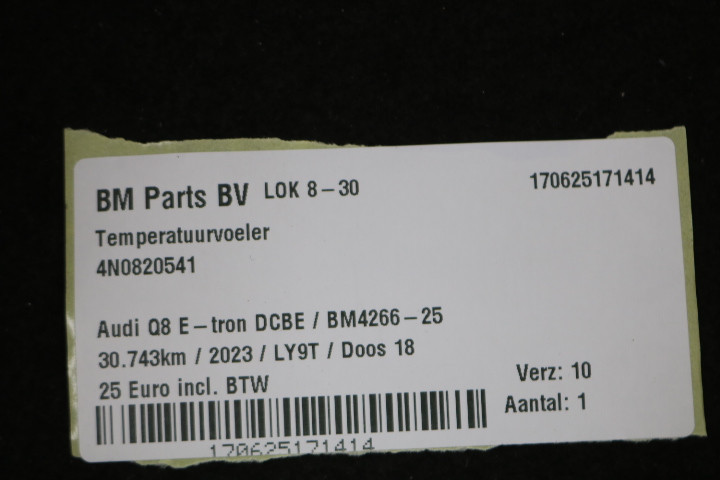 BM Parts BV LOK 8-30 170625171414
Temperatuurvoeler
4N0820541
Audi Q8 E-tron DCBE / BM4266-25
30.743km / 2023 / LY9T / Doos 18
25 Euro incl. BTW Verz: 10
Aantal: 1
170625171414